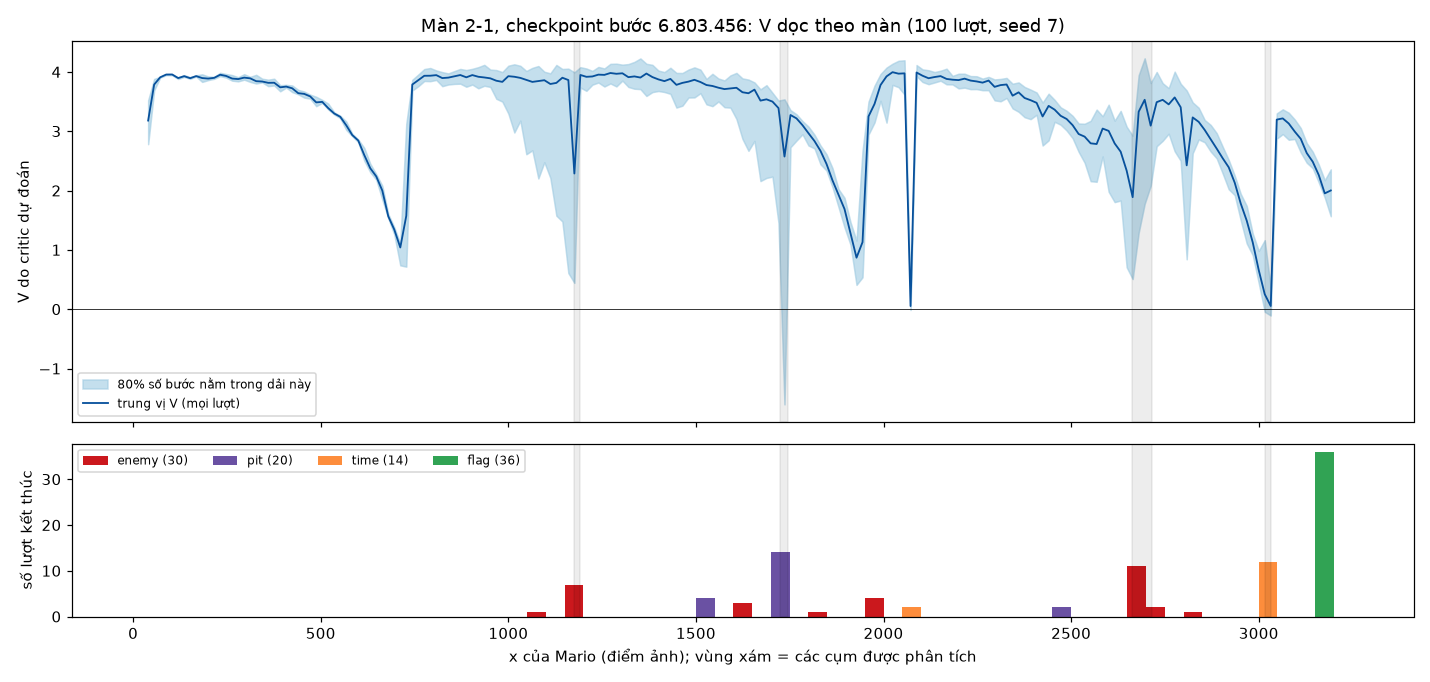 Màn 2-1, checkpoint bước 6.803.456: V dọc theo màn (100 lượt, seed 7)
V do critic dự đoán
4
3
2
1
0
−1
80% số bước nằm trong dải này
trung vị V (mọi lượt)
số lượt kết thúc
30
20
10
0
enemy (30)
pit (20)
time (14)
flag (36)
0
500
1000
1500
2000
2500
3000
x của Mario (điểm ảnh); vùng xám = các cụm được phân tích